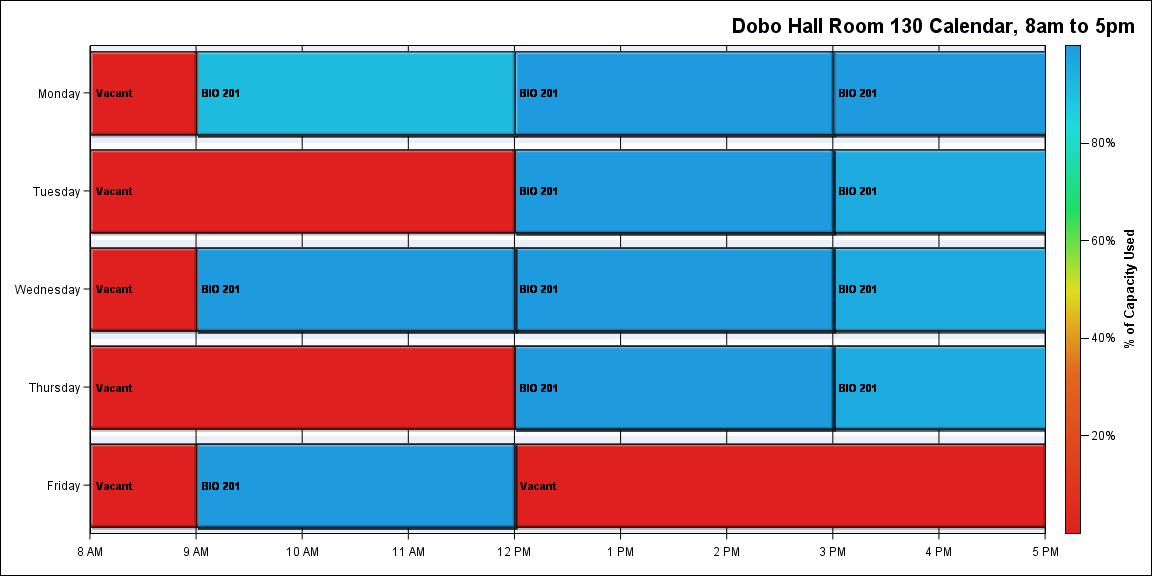 Dobo Hall Room 130 Calendar, 8am to 5pm
Monday
Vacant
BIO 201
BIO 201
BIO 201
80%
Tuesday
Vacant
BIO 201
BIO 201
60%
% of Capacity Used
Wednesday
Vacant
BIO 201
BIO 201
BIO 201
40%
Thursday
Vacant
BIO 201
BIO 201
20%
Friday
Vacant
BIO 201
Vacant
8 AM 9 AM 10 AM 11 AM 12 PM 1 PM 2 PM 3 PM 4 PM 5 PM